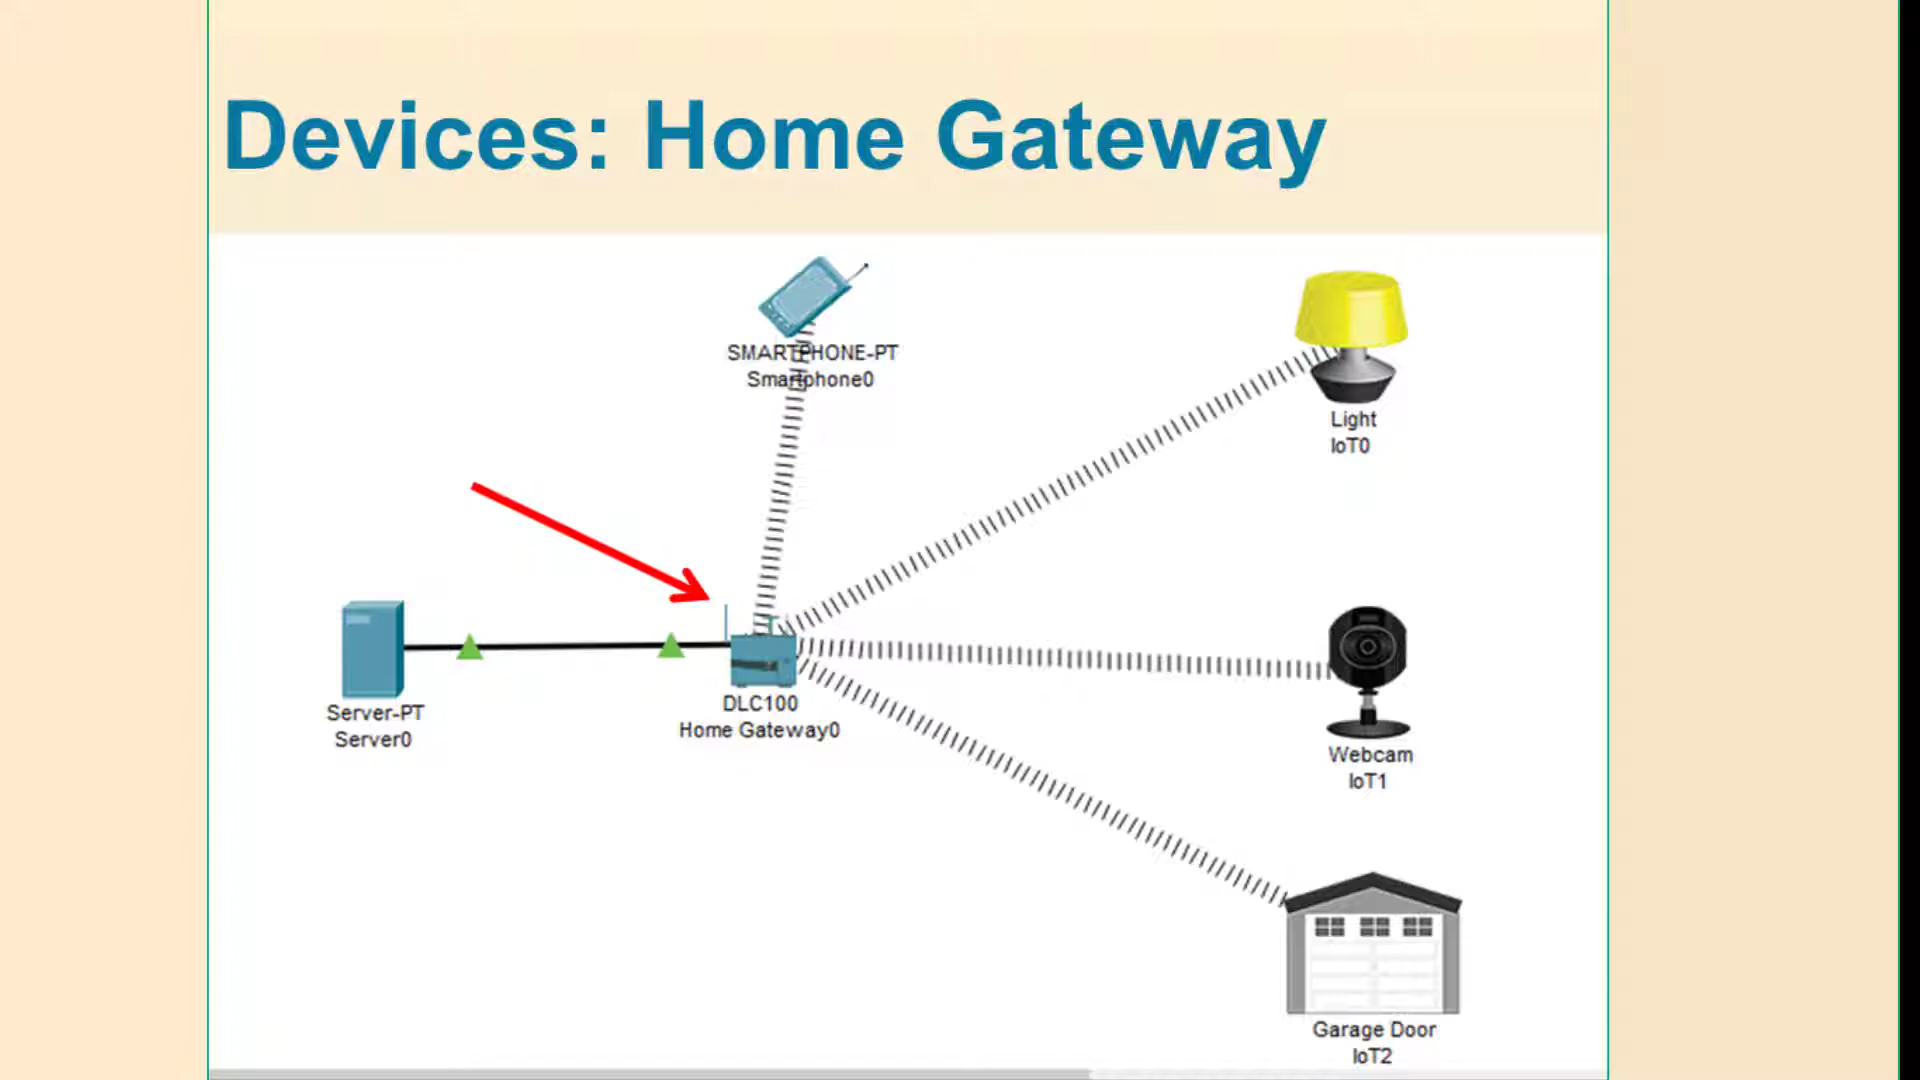 Devices: Home Gateway
SMARTPHONE-PT
Smartphone0
Light
IoT0
Server-PT
Server0
DLC100
Home Gateway0
Webcam
IoT1
Garage Door
IoT2